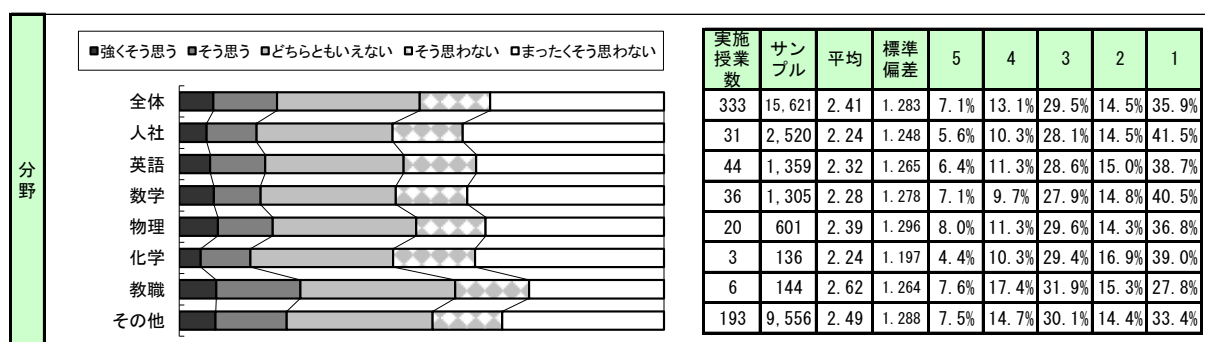 分野
■強くそう思う ■そう思う □どちらともいえない □そう思わない □まったくそう思わない
実施授業数 サンプル 平均 標準偏差 5 4 3 2 1
全体 333 15,621 2.41 1.283 7.1% 13.1% 29.5% 14.5% 35.9%
人社 31 2,520 2.24 1.248 5.6% 10.3% 28.1% 14.5% 41.5%
英語 44 1,359 2.32 1.265 6.4% 11.3% 28.6% 15.0% 38.7%
数学 36 1,305 2.28 1.278 7.1% 9.7% 27.9% 14.8% 40.5%
物理 20 601 2.39 1.296 8.0% 11.3% 29.6% 14.3% 36.8%
化学 3 136 2.24 1.197 4.4% 10.3% 29.4% 16.9% 39.0%
教職 6 144 2.62 1.264 7.6% 17.4% 31.9% 15.3% 27.8%
その他 193 9,556 2.49 1.288 7.5% 14.7% 30.1% 14.4% 33.4%